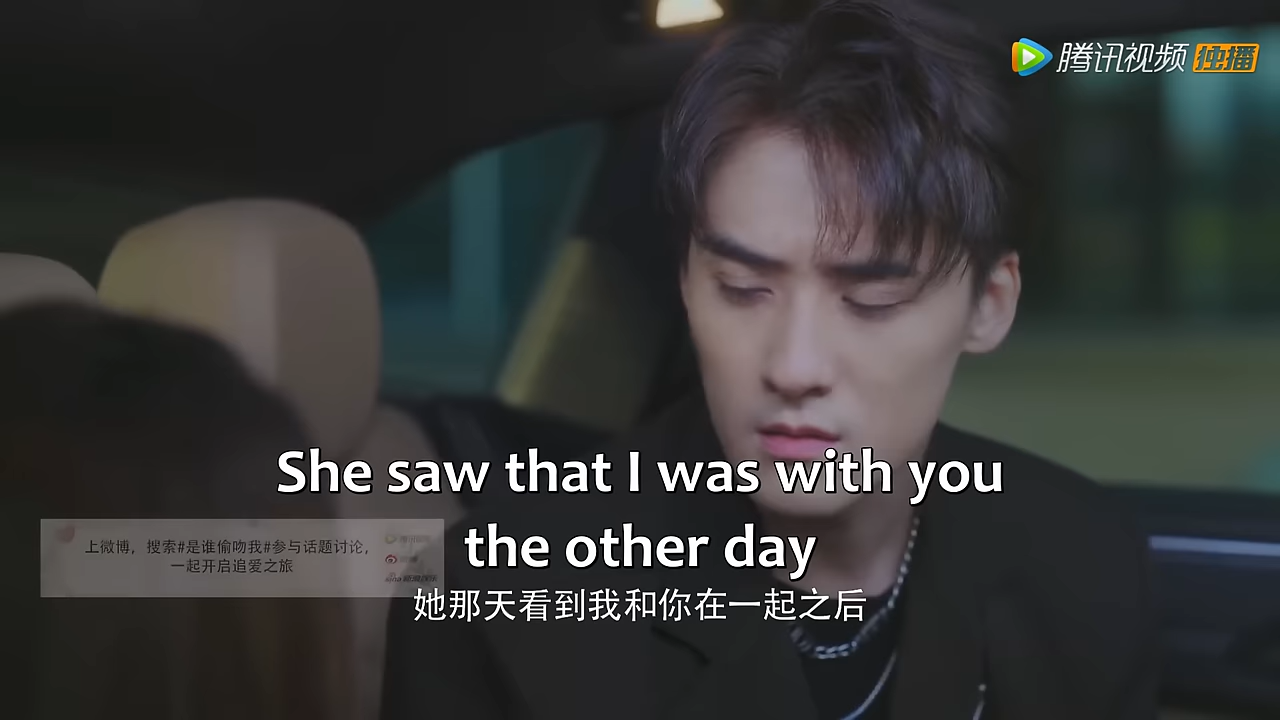 腾讯视频 独播
She saw that I was with you
the other day
上微博，搜索#是谁偷吻我#参与话题讨论，
一起开启追爱之旅
她那天看到我和你在一起之后